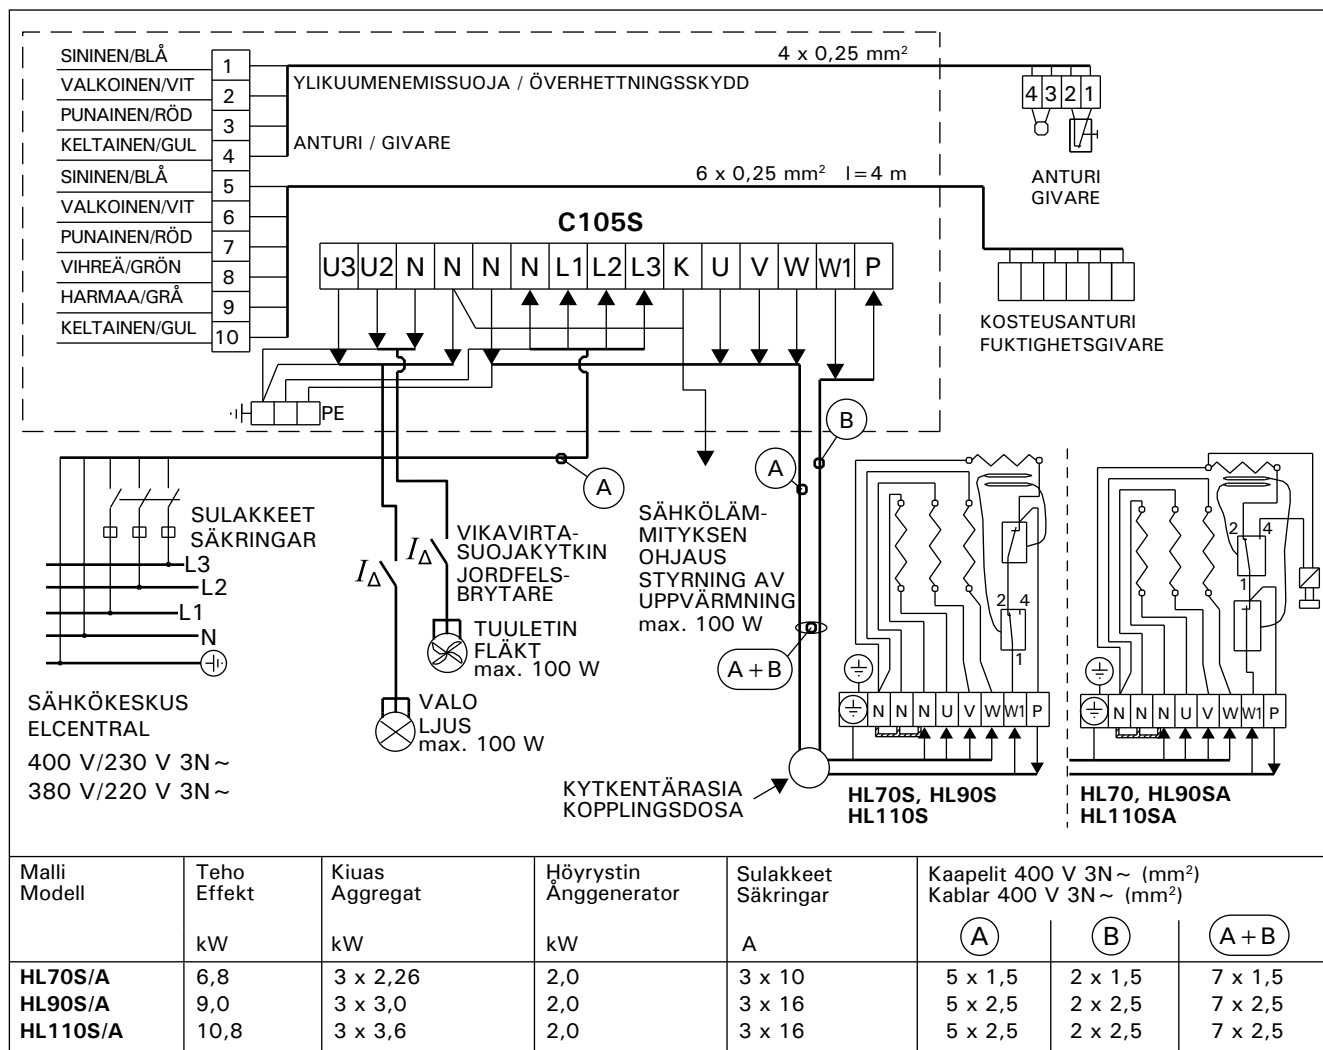 SININEN/BLÅ 1
VALKOINEN/VIT 2
PUNAINEN/RÖD 3
KELTAINEN/GUL 4
SININEN/BLÅ 5
VALKOINEN/VIT 6
PUNAINEN/RÖD 7
VIHREÄ/GRÖN 8
HARMAA/GRÅ 9
KELTAINEN/GUL 10
4 x 0,25 mm²
YLIKUUMENEMISSUOJA / ÖVERHETTNINGSSKYDD
ANTURI / GIVARE
4 3 2 1
ANTURI
GIVARE
6 x 0,25 mm² l=4 m
C105S
U3 U2 N N N N L1 L2 L3 K U V W W1 P
KOSTEUSANTURI
FUKTIGHETSGIVARE
PE
B
A
A
SULAKKEET
SÄKRINGAR
L3
L2
L1
N
SÄHKÖKESKUS
ELCENTRAL
400 V/230 V 3N~
380 V/220 V 3N~
IΔ
IΔ
VIKAVIRTA-
SUOJAKYTKIN
JORDFELS-
BRYTARE
TUULETIN
FLÄKT
max. 100 W
VALO
LJUS
max. 100 W
SÄHKÖLÄM-
MITYKSEN
OHJAUS
STYRNING AV
UPPVÄRMNING
max. 100 W
A+B
KYTKENTÄRASIA
KOPPLINGSDOSA
2 4
1
N N N U V W W1 P
HL70S, HL90S
HL110S
2 4
1
N N N U V W W1 P
HL70, HL90SA
HL110SA
Malli
Modell
Teho
Effekt
kW
Kiuas
Aggregat
kW
Höyrystin
Ånggenerator
kW
Sulakkeet
Säkringar
A
Kaapelit 400 V 3N~ (mm²)
Kablar 400 V 3N~ (mm²)
A B A+B
HL70S/A 6,8 3 x 2,26 2,0 3 x 10 5 x 1,5 2 x 1,5 7 x 1,5
HL90S/A 9,0 3 x 3,0 2,0 3 x 16 5 x 2,5 2 x 2,5 7 x 2,5
HL110S/A 10,8 3 x 3,6 2,0 3 x 16 5 x 2,5 2 x 2,5 7 x 2,5